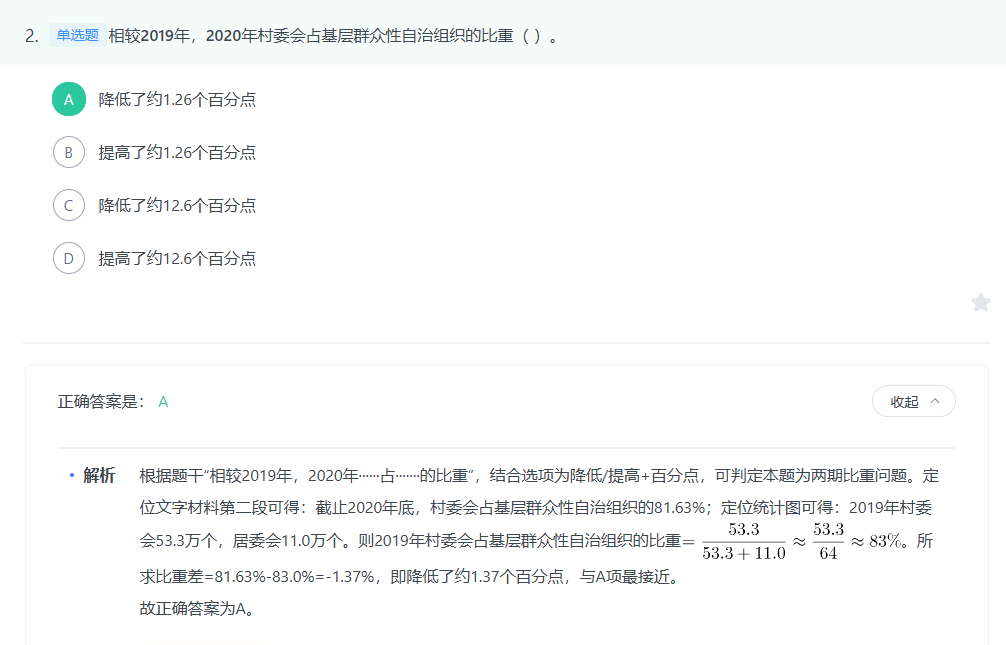 2. 单选题 相较2019年，2020年村委会占基层群众性自治组织的比重（ ）。
A 降低了约1.26个百分点
B 提高了约1.26个百分点
C 降低了约12.6个百分点
D 提高了约12.6个百分点
正确答案是： A 收起
• 解析 根据题干“相较2019年，2020年······占······的比重”，结合选项为降低/提高+百分点，可判定本题为两期比重问题。定
位文字材料第二段可得：截止2020年底，村委会占基层群众性自治组织的81.63%；定位统计图可得：2019年村委
会53.3万个，居委会11.0万个。则2019年村委会占基层群众性自治组织的比重= 53.3/(53.3 + 11.0) ≈ 53.3/64 ≈ 83%。所
求比重差=81.63%-83.0%=-1.37%，即降低了约1.37个百分点，与A项最接近。
故正确答案为A。